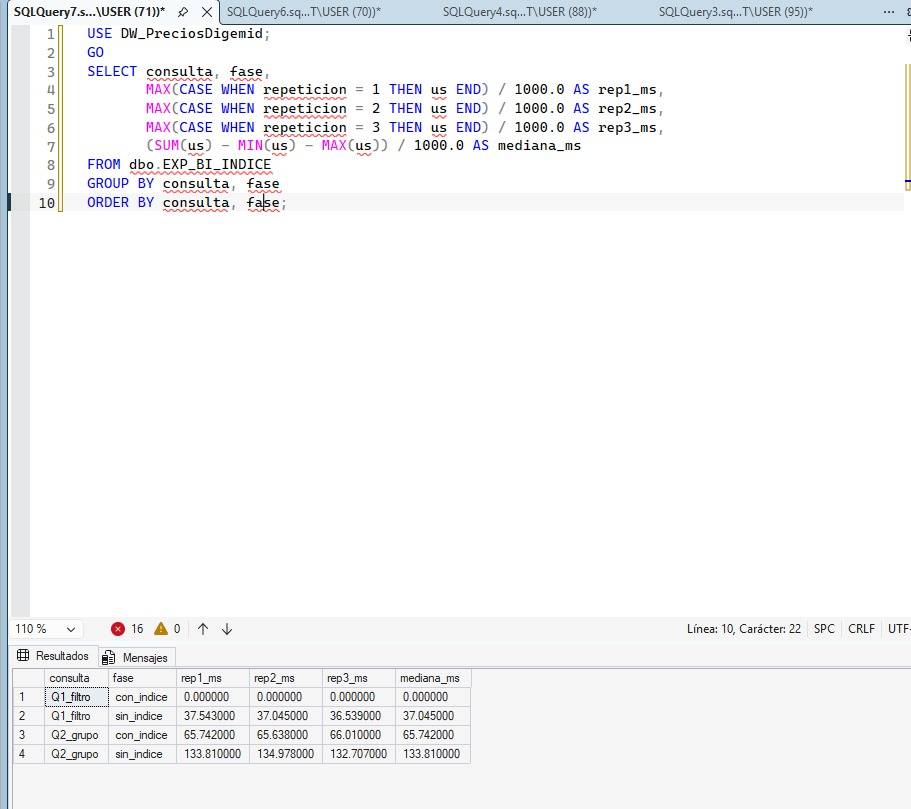 SQLQuery7.s...\USER (71))*
SQLQuery6.sq...T\USER (70))*
SQLQuery4.sq...T\USER (88))*
SQLQuery3.sq...T\USER (95))*
1 USE DW_PreciosDigemid;
2 GO
3 SELECT consulta, fase,
4 MAX(CASE WHEN repeticion = 1 THEN us END) / 1000.0 AS rep1_ms,
5 MAX(CASE WHEN repeticion = 2 THEN us END) / 1000.0 AS rep2_ms,
6 MAX(CASE WHEN repeticion = 3 THEN us END) / 1000.0 AS rep3_ms,
7 (SUM(us) - MIN(us) - MAX(us)) / 1000.0 AS mediana_ms
8 FROM dbo.EXP_BI_INDICE
9 GROUP BY consulta, fase
10 ORDER BY consulta, fase;
110 % 16 0 Línea: 10, Carácter: 22 SPC CRLF UTF-
Resultados Mensajes
consulta fase rep1_ms rep2_ms rep3_ms mediana_ms
1 Q1_filtro con_indice 0.000000 0.000000 0.000000 0.000000
2 Q1_filtro sin_indice 37.543000 37.045000 36.539000 37.045000
3 Q2_grupo con_indice 65.742000 65.638000 66.010000 65.742000
4 Q2_grupo sin_indice 133.810000 134.978000 132.707000 133.810000